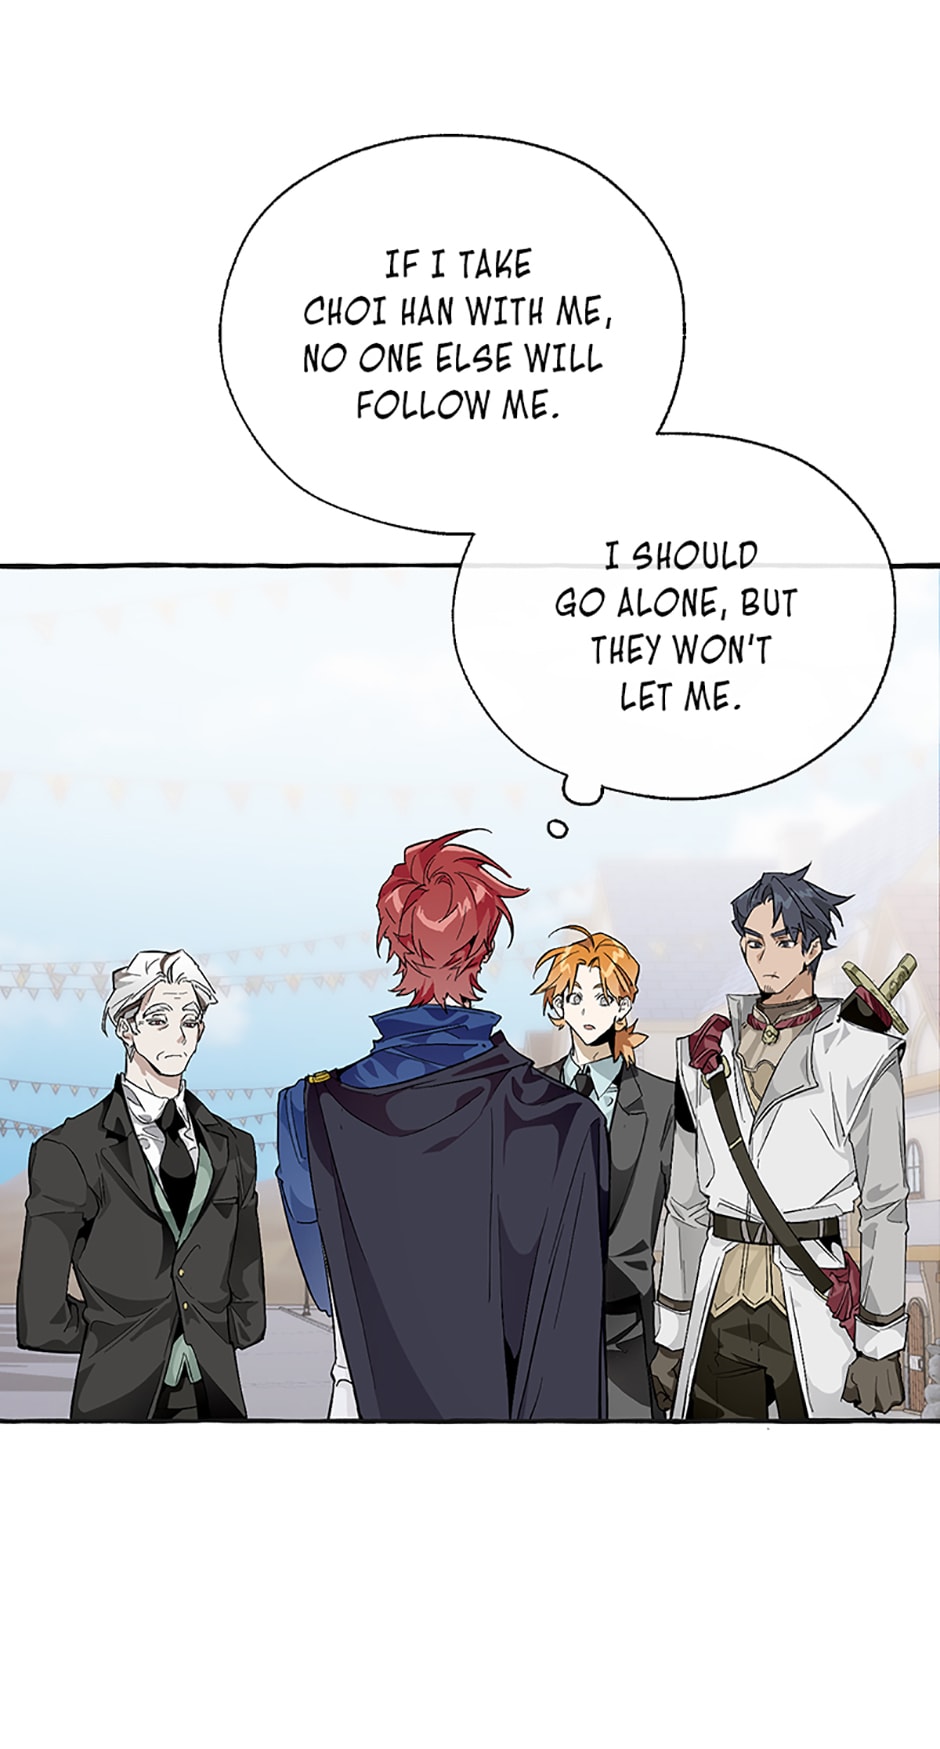 IF I TAKE
CHOI HAN WITH ME,
NO ONE ELSE WILL
FOLLOW ME.
I SHOULD
GO ALONE, BUT
THEY WON'T
LET ME.